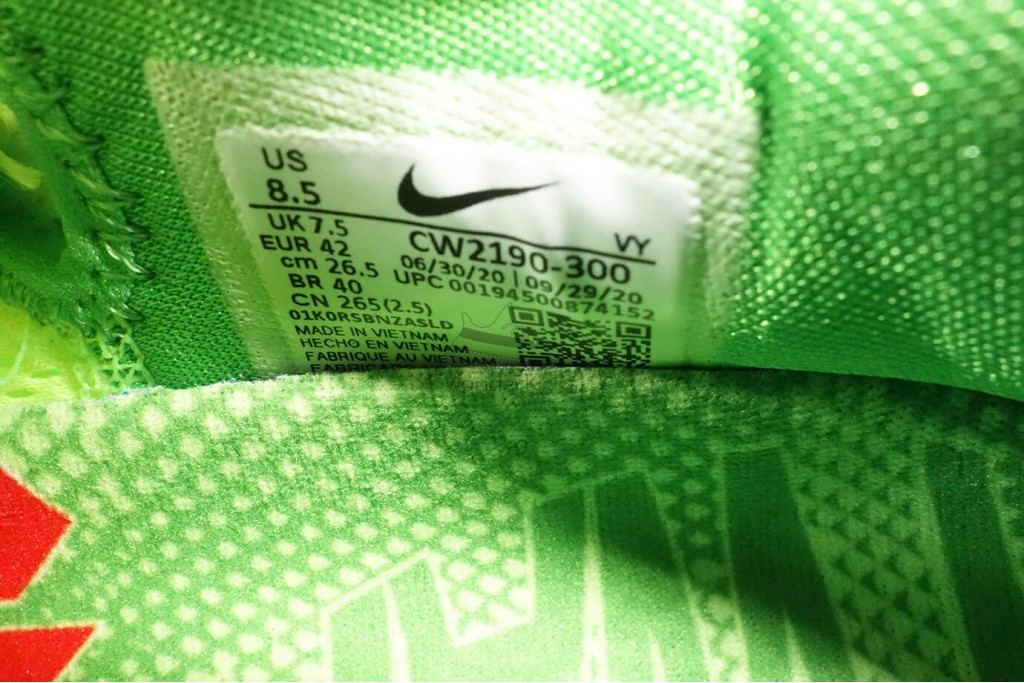 US
8.5
UK 7.5
EUR 42
cm 26.5
BR 40
CN 265(2.5)
01K0RSBNZASLD
MADE IN VIETNAM
HECHO EN VIETNAM
FABRIQUE AU VIETNAM
VY
CW2190-300
06/30/20 | 09/29/20
UPC 00194500874152